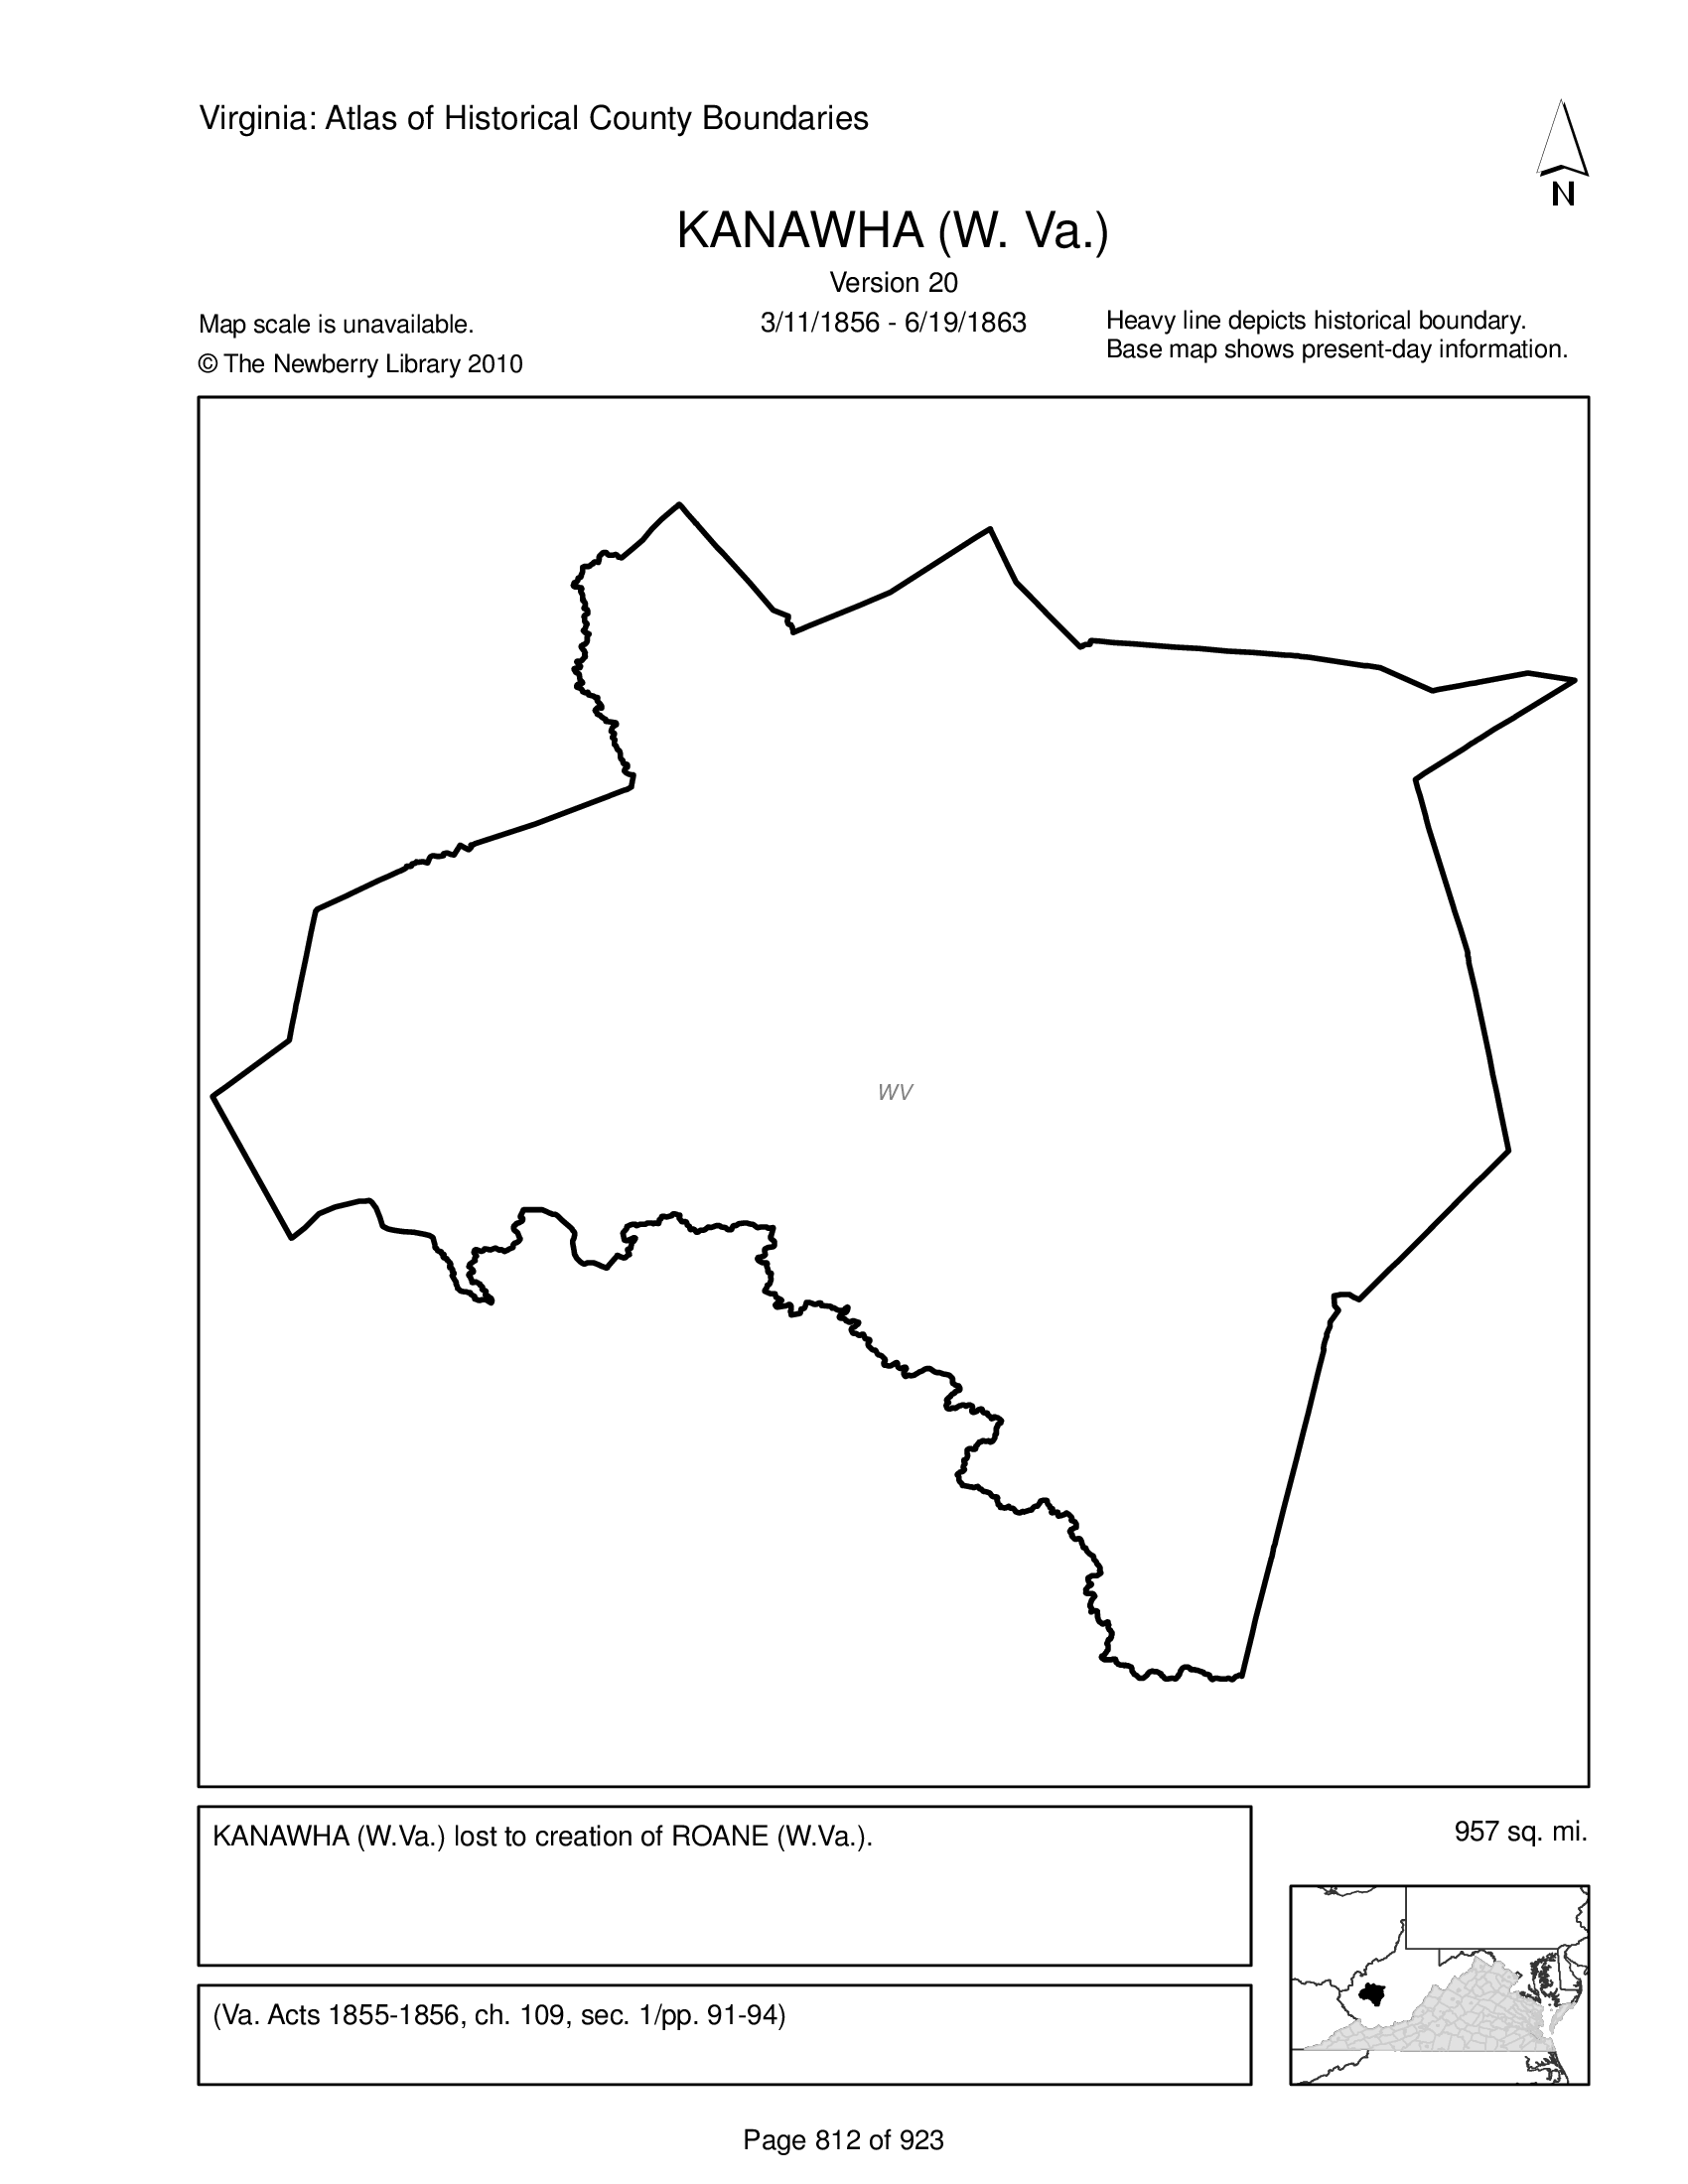 Virginia: Atlas of Historical County Boundaries
N
KANAWHA (W. Va.)
Version 20
Map scale is unavailable.
3/11/1856 - 6/19/1863
Heavy line depicts historical boundary.
Base map shows present-day information.
© The Newberry Library 2010
WV
KANAWHA (W.Va.) lost to creation of ROANE (W.Va.).
957 sq. mi.
(Va. Acts 1855-1856, ch. 109, sec. 1/pp. 91-94)
Page 812 of 923